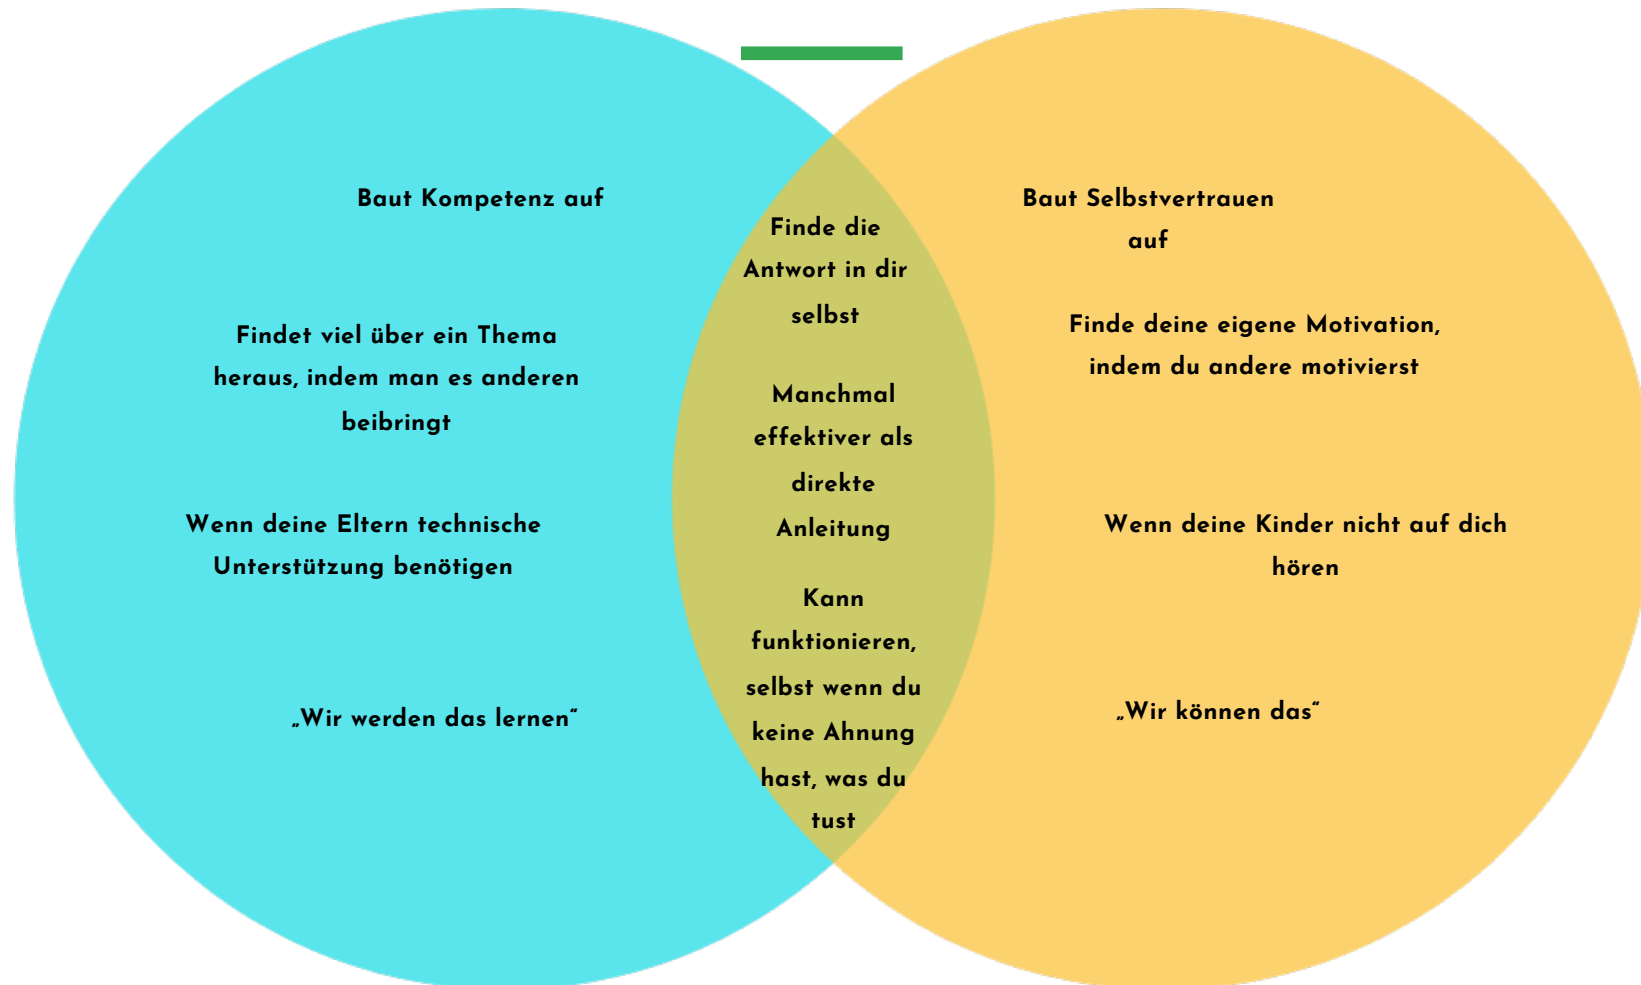 Baut Kompetenz auf
Findet viel über ein Thema
heraus, indem man es anderen
beibringt
Wenn deine Eltern technische
Unterstützung benötigen
„Wir werden das lernen“
Finde die
Antwort in dir
selbst
Manchmal
effektiver als
direkte
Anleitung
Kann
funktionieren,
selbst wenn du
keine Ahnung
hast, was du
tust
Baut Selbstvertrauen
auf
Finde deine eigene Motivation,
indem du andere motivierst
Wenn deine Kinder nicht auf dich
hören
„Wir können das“